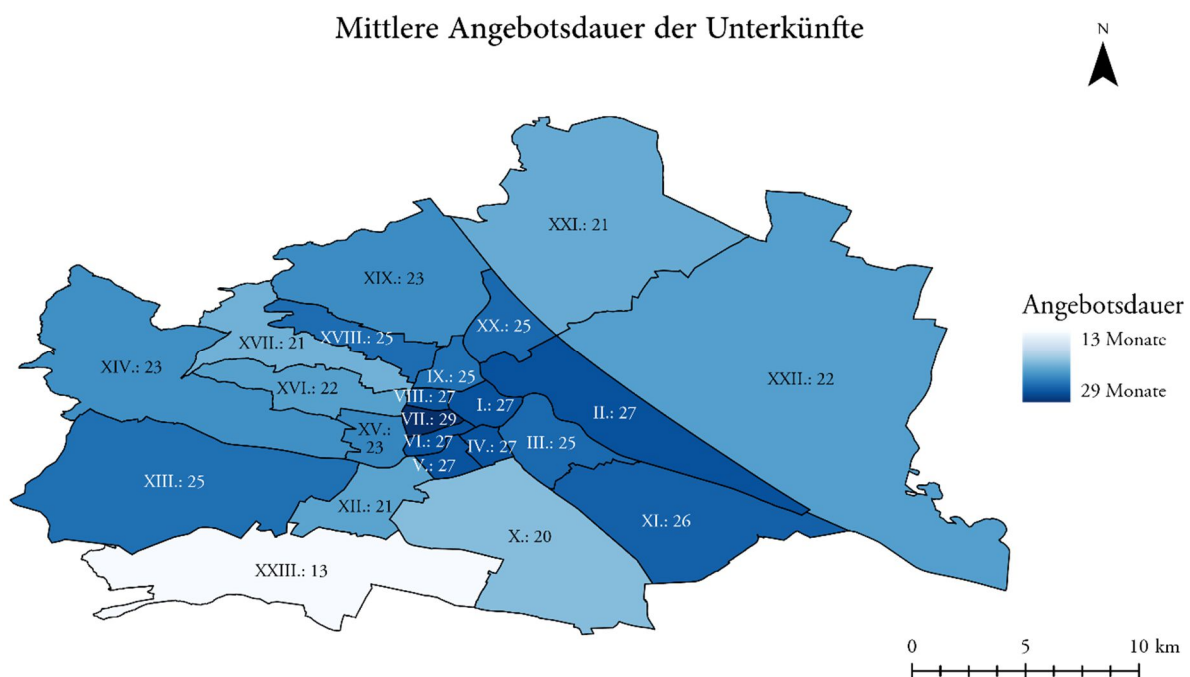 Mittlere Angebotsdauer der Unterkünfte
N
XXI.: 21
XIX.: 23
XX.: 25
XVIII.: 25
XVII.: 21
XIV.: 23
IX.: 25
XXII.: 22
XVI.: 22
VIII.: 27
I.: 27
II.: 27
VII.: 29
XV.:
23
VI.: 27
IV.: 27
III.: 25
V.: 27
XIII.: 25
XII.: 21
XI.: 26
X.: 20
XXIII.: 13
Angebotsdauer
13 Monate
29 Monate
0 5 10 km